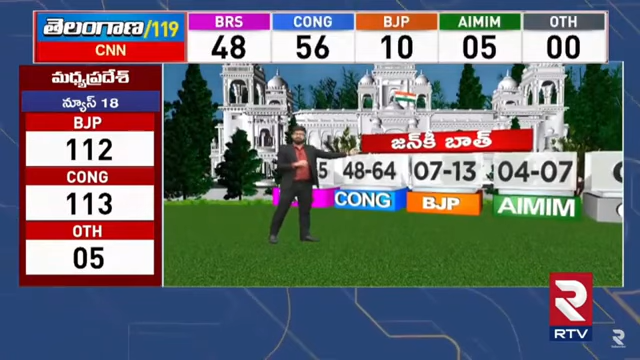 తెలంగాణ/119
CNN
BRS CONG BJP AIMIM OTH
48 56 10 05 00
మధ్యప్రదేశ్
న్యూస్ 18
BJP
112
CONG
113
OTH
05
జన్‌కీ బాత్
5 48-64 07-13 04-07
CONG BJP AIMIM
RTV